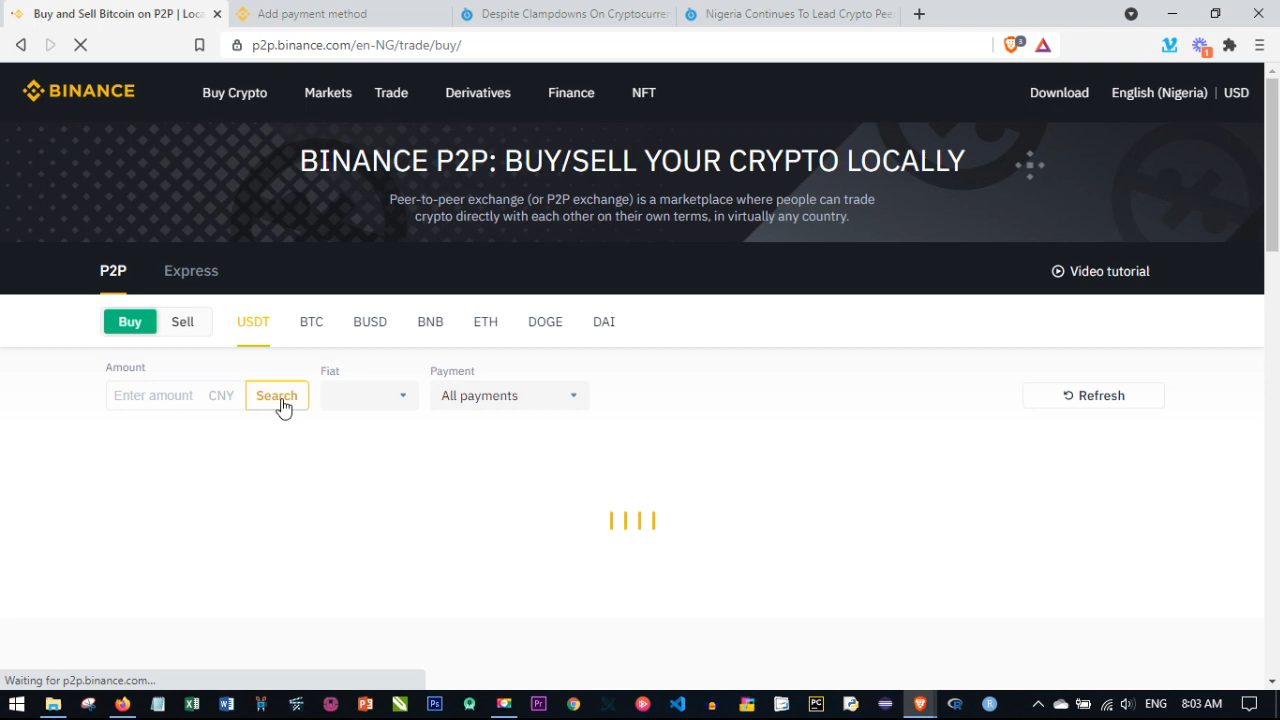 Buy and Sell Bitcoin on P2P | Loca
Add payment method
Despite Clampdowns On Cryptocurren
Nigeria Continues To Lead Crypto Pee
p2p.binance.com/en-NG/trade/buy/
3
1
BINANCE
Buy Crypto
Markets
Trade
Derivatives
Finance
NFT
Download
English (Nigeria) | USD
BINANCE P2P: BUY/SELL YOUR CRYPTO LOCALLY
Peer-to-peer exchange (or P2P exchange) is a marketplace where people can trade
crypto directly with each other on their own terms, in virtually any country.
P2P
Express
Video tutorial
Buy
Sell
USDT
BTC
BUSD
BNB
ETH
DOGE
DAI
Amount
Fiat
Payment
Enter amount
CNY
Search
All payments
Refresh
Waiting for p2p.binance.com...
ENG
8:03 AM